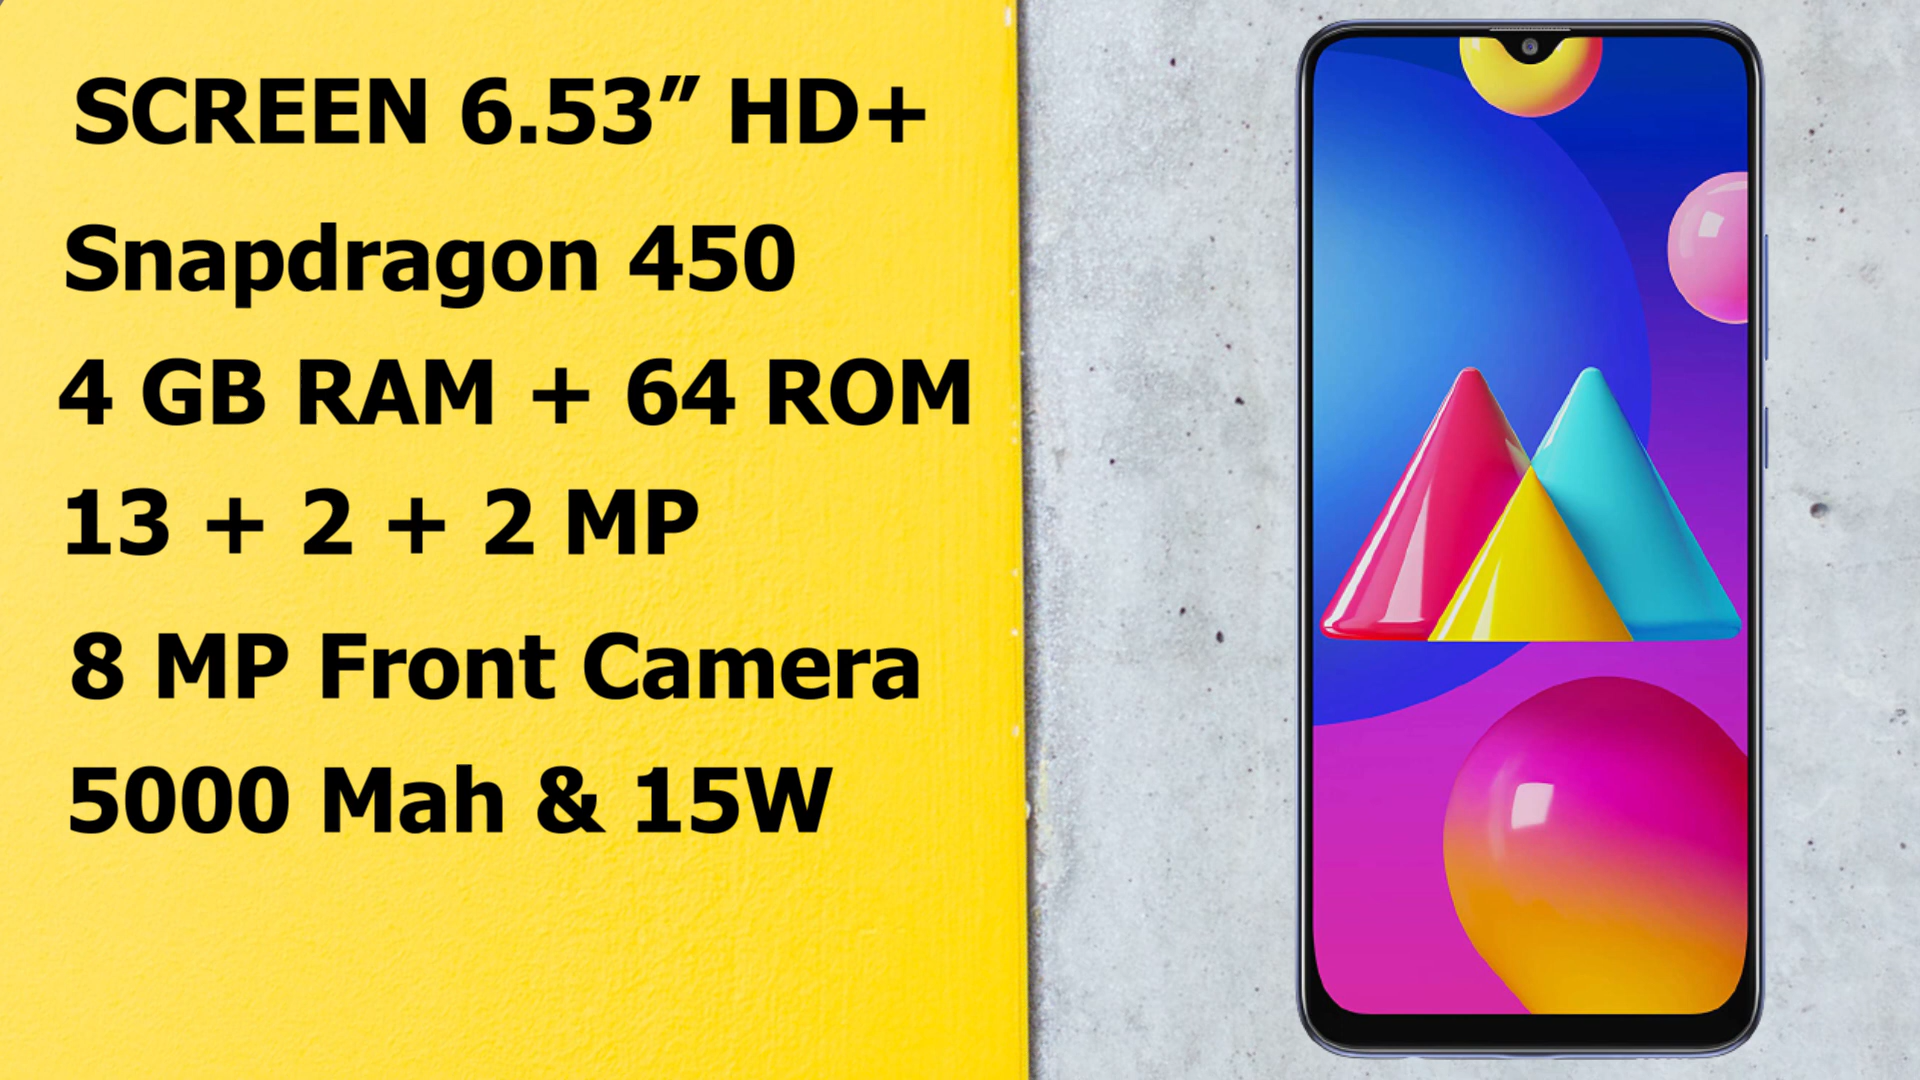 SCREEN 6.53” HD+
Snapdragon 450
4 GB RAM + 64 ROM
13 + 2 + 2 MP
8 MP Front Camera
5000 Mah & 15W